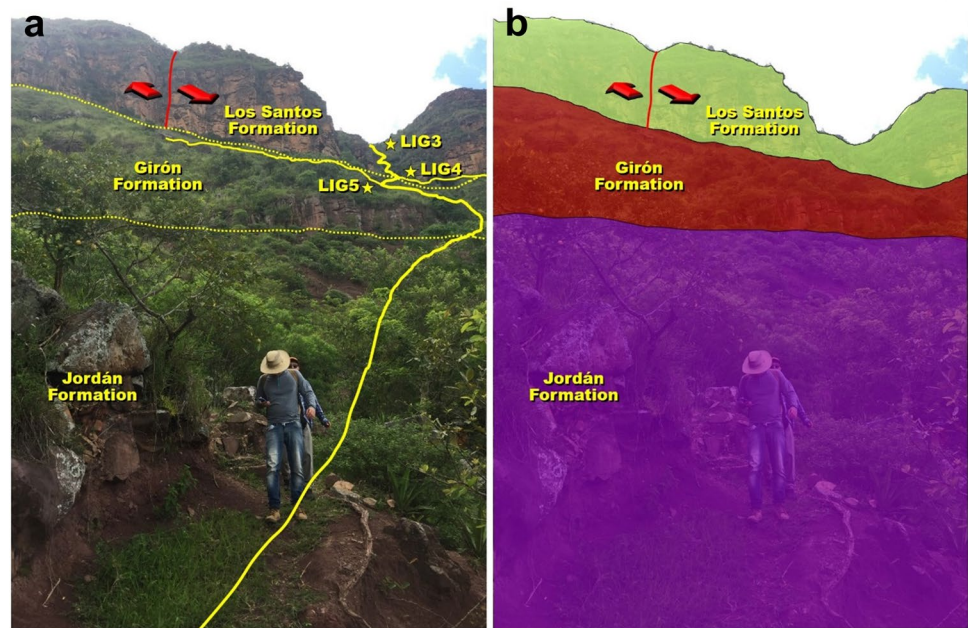 a
Los Santos
Formation
LIG3
LIG4
Girón
Formation
LIG5
Jordán
Formation
b
Los Santos
Formation
Girón
Formation
Jordán
Formation